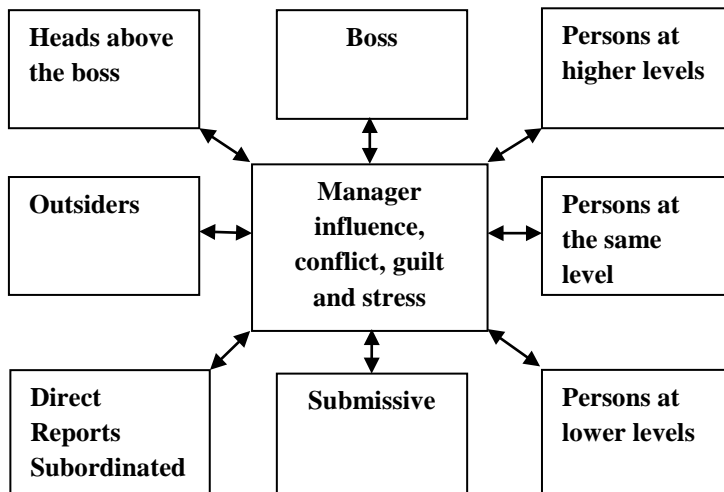 Heads above
the boss
Boss
Persons at
higher levels
Outsiders
Manager
influence,
conflict, guilt
and stress
Persons at
the same
level
Direct
Reports
Subordinated
Submissive
Persons at
lower levels